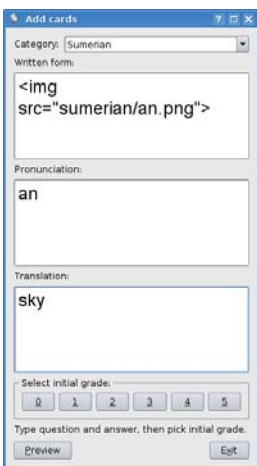 Add cards
Category: Sumerian
Written form:
<img
src="sumerian/an.png">
Pronunciation:
an
Translation:
sky
Select initial grade:
0 1 2 3 4 5
Type question and answer, then pick initial grade.
Preview Exit